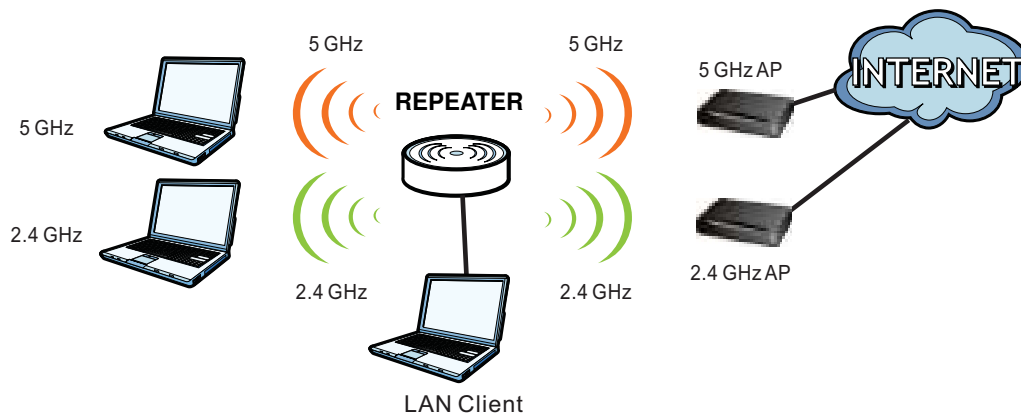 5 GHz
5 GHz
5 GHz AP
INTERNET
REPEATER
5 GHz
2.4 GHz
2.4 GHz
2.4 GHz
2.4 GHz AP
LAN Client